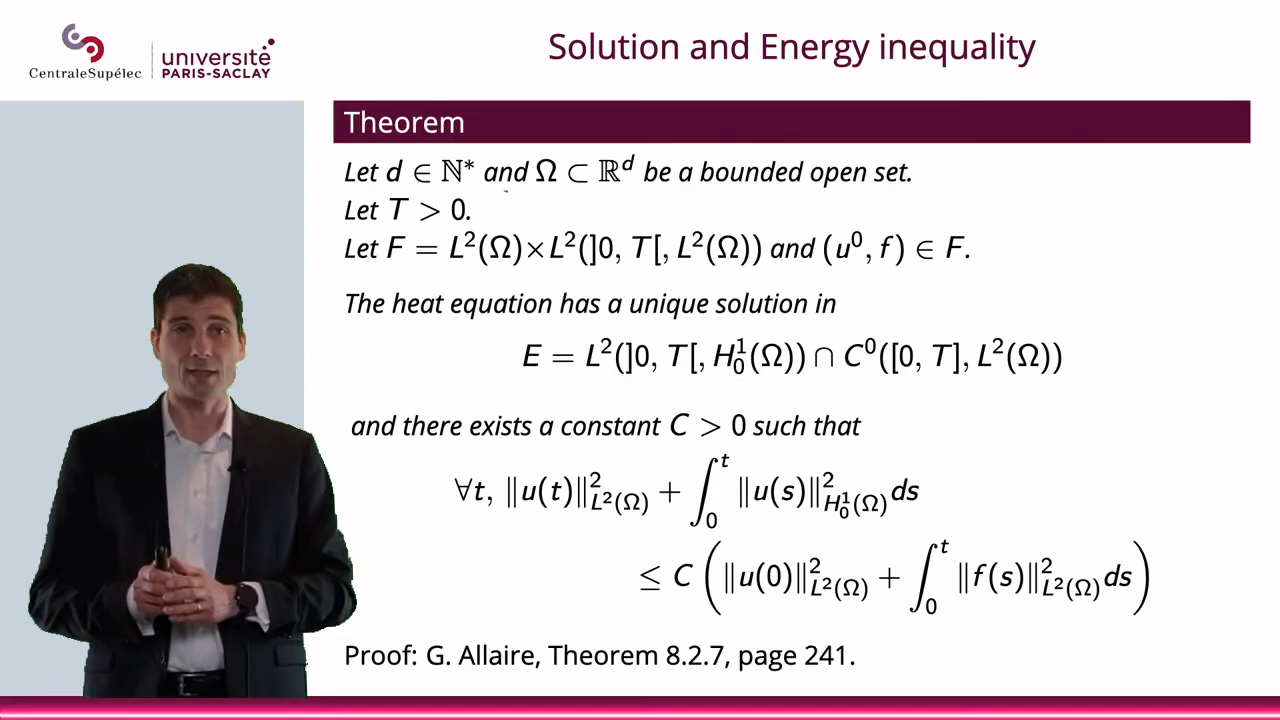 CentraleSupélec
université
PARIS-SACLAY
Solution and Energy inequality
Theorem
Let d ∈ ℕ* and Ω ⊂ ℝᵈ be a bounded open set.
Let T > 0.
Let F = L²(Ω)×L²(]0, T[, L²(Ω)) and (u⁰, f) ∈ F.
The heat equation has a unique solution in
E = L²(]0, T[, H₀¹(Ω)) ∩ C⁰([0, T], L²(Ω))
and there exists a constant C > 0 such that
∀t, ‖u(t)‖²_{L²(Ω)} + ∫₀ᵗ ‖u(s)‖²_{H₀¹(Ω)} ds
≤ C (‖u(0)‖²_{L²(Ω)} + ∫₀ᵗ ‖f(s)‖²_{L²(Ω)} ds)
Proof: G. Allaire, Theorem 8.2.7, page 241.